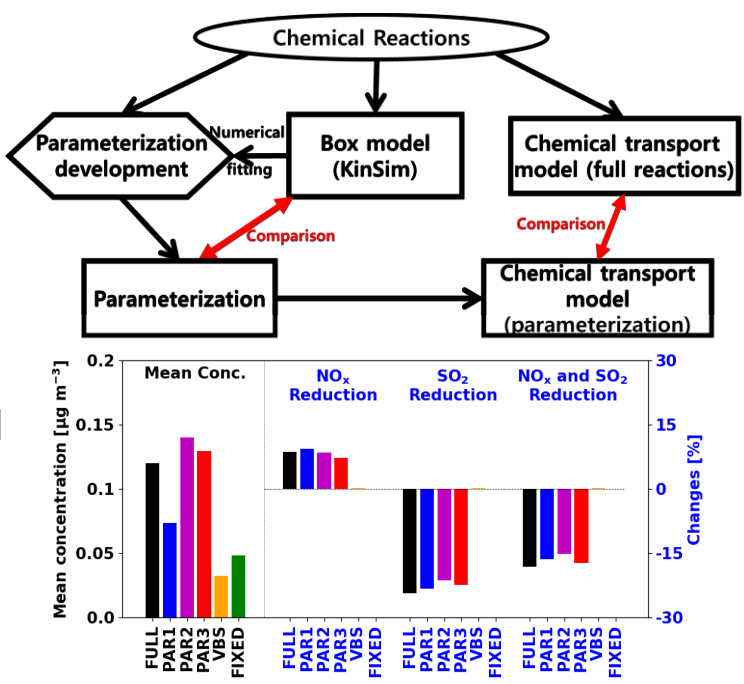 Chemical Reactions
Parameterization
development
Numerical
fitting
Box model
(KinSim)
Chemical transport
model (full reactions)
Comparison
Comparison
Parameterization
Chemical transport
model
(parameterization)
Mean concentration [μg m⁻³]
0.2
0.15
0.1
0.05
0.0
Mean Conc.
NOₓ
Reduction
SO₂
Reduction
NOₓ and SO₂
Reduction
30
15
0
-15
-30
Changes [%]
FULL
PAR1
PAR2
PAR3
VBS
FIXED
FULL
PAR1
PAR2
PAR3
VBS
FIXED
FULL
PAR1
PAR2
PAR3
VBS
FIXED
FULL
PAR1
PAR2
PAR3
VBS
FIXED